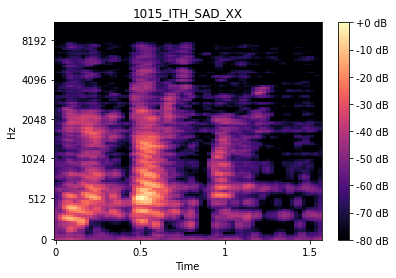 1015_ITH_SAD_XX
+0 dB
8192
-10 dB
4096
-20 dB
-30 dB
2048
Hz
-40 dB
1024
-50 dB
512
-60 dB
-70 dB
0
-80 dB
0
0.5
1
1.5
Time